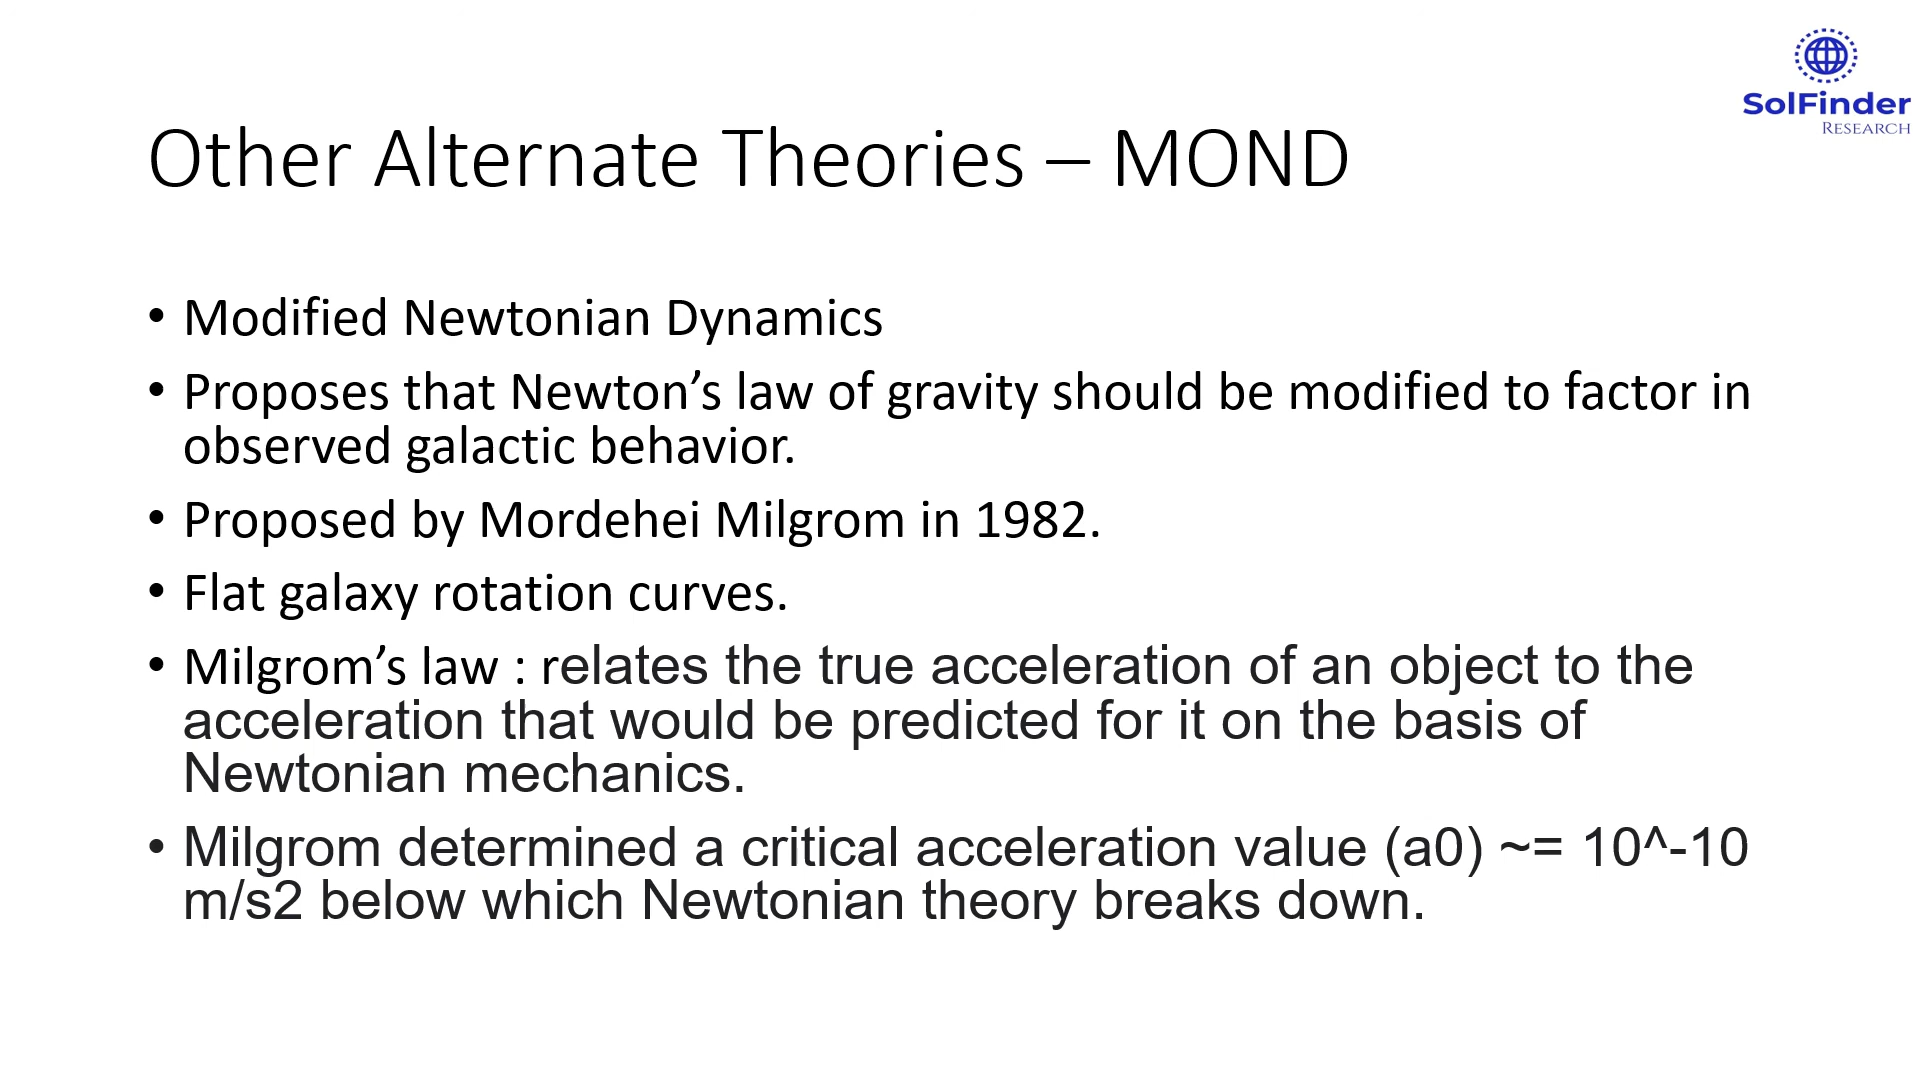 SolFinder
RESEARCH
Other Alternate Theories – MOND
• Modified Newtonian Dynamics
• Proposes that Newton’s law of gravity should be modified to factor in
observed galactic behavior.
• Proposed by Mordehei Milgrom in 1982.
• Flat galaxy rotation curves.
• Milgrom’s law : relates the true acceleration of an object to the
acceleration that would be predicted for it on the basis of
Newtonian mechanics.
• Milgrom determined a critical acceleration value (a0) ~= 10^-10
m/s2 below which Newtonian theory breaks down.